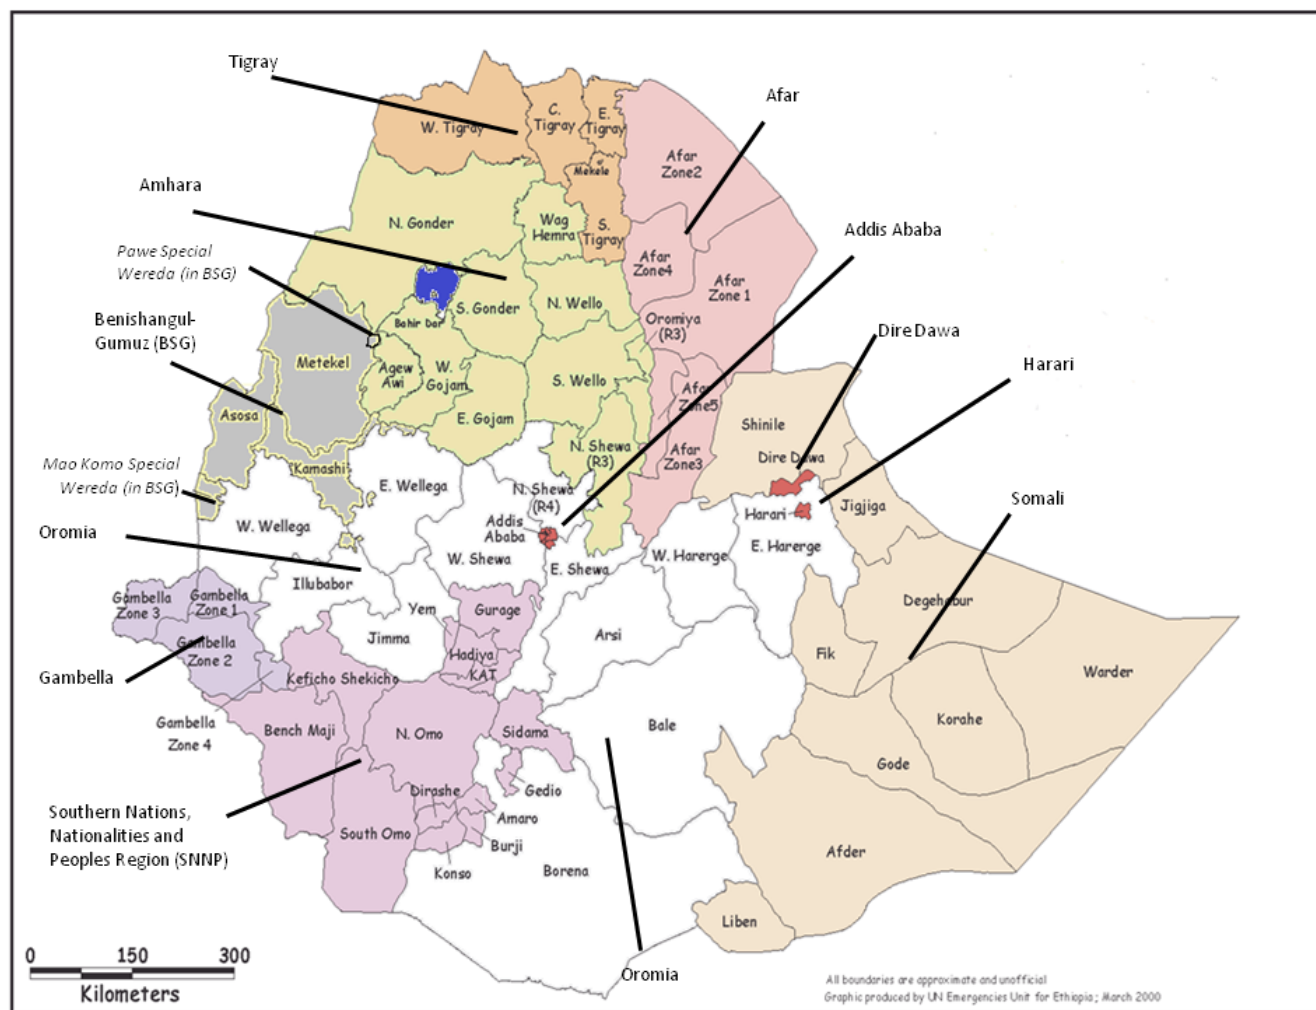 Tigray
Afar
Amhara
Addis Ababa
Pawe Special
Wereda (in BSG)
Benishangul-
Gumuz (BSG)
Dire Dawa
Harari
Mao Komo Special
Wereda (in BSG)
Somali
Oromia
Gambella
Southern Nations,
Nationalities and
Peoples Region (SNNP)
Oromia
W. Tigray
C.
Tigray
E.
Tigray
Mekele
S.
Tigray
Afar
Zone2
Afar
Zone4
Afar
Zone 1
Oromiya
(R3)
Afar
Zone5
Afar
Zone3
N. Gonder
Wag
Hemra
S. Gonder
N. Wello
Bahir Dar
Agew
Awi
W.
Gojam
S. Wello
E. Gojam
N. Shewa
(R3)
Metekel
Asosa
Kamashi
Shinile
Dire Dawa
Harari
Jigjiga
E. Wellega
N. Shewa
(R4)
Addis
Ababa
W. Wellega
W. Shewa
E. Shewa
W. Harerge
E. Harerge
Illubabor
Gambella
Zone 3
Gambella
Zone 1
Gambella
Zone 2
Gambella
Zone 4
Yem
Jimma
Gurage
Hadiya
KAT
Arsi
Degehabur
Fik
Warder
Keficho Shekicho
Bench Maji
N. Omo
Sidama
Bale
Korahe
Gode
Dirashe
Gedio
Amaro
Burji
South Omo
Konso
Borena
Afder
Liben
0 150 300
Kilometers
All boundaries are approximate and unofficial
Graphic produced by UN Emergencies Unit for Ethiopia; March 2000